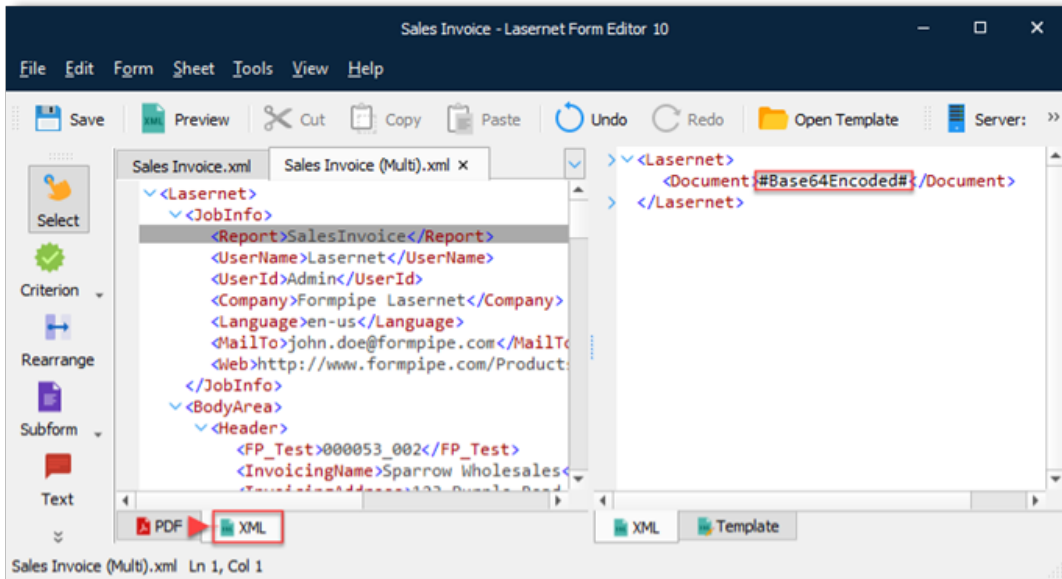 Sales Invoice - Lasernet Form Editor 10
File Edit Form Sheet Tools View Help
Save Preview Cut Copy Paste Undo Redo Open Template Server: »
Select
Criterion
Rearrange
Subform
Text
Sales Invoice.xml Sales Invoice (Multi).xml ×
<Lasernet>
<JobInfo>
<Report>SalesInvoice</Report>
<UserName>Lasernet</UserName>
<UserId>Admin</UserId>
<Company>Formpipe Lasernet</Company>
<Language>en-us</Language>
<MailTo>john.doe@formpipe.com</MailTo
<Web>http://www.formpipe.com/Product
</JobInfo>
<BodyArea>
<Header>
<FP_Test>000053_002</FP_Test>
<InvoicingName>Sparrow Wholesales<
PDF XML
<Lasernet>
<Document>#Base64Encoded#</Document>
</Lasernet>
XML Template
Sales Invoice (Multi).xml Ln 1, Col 1